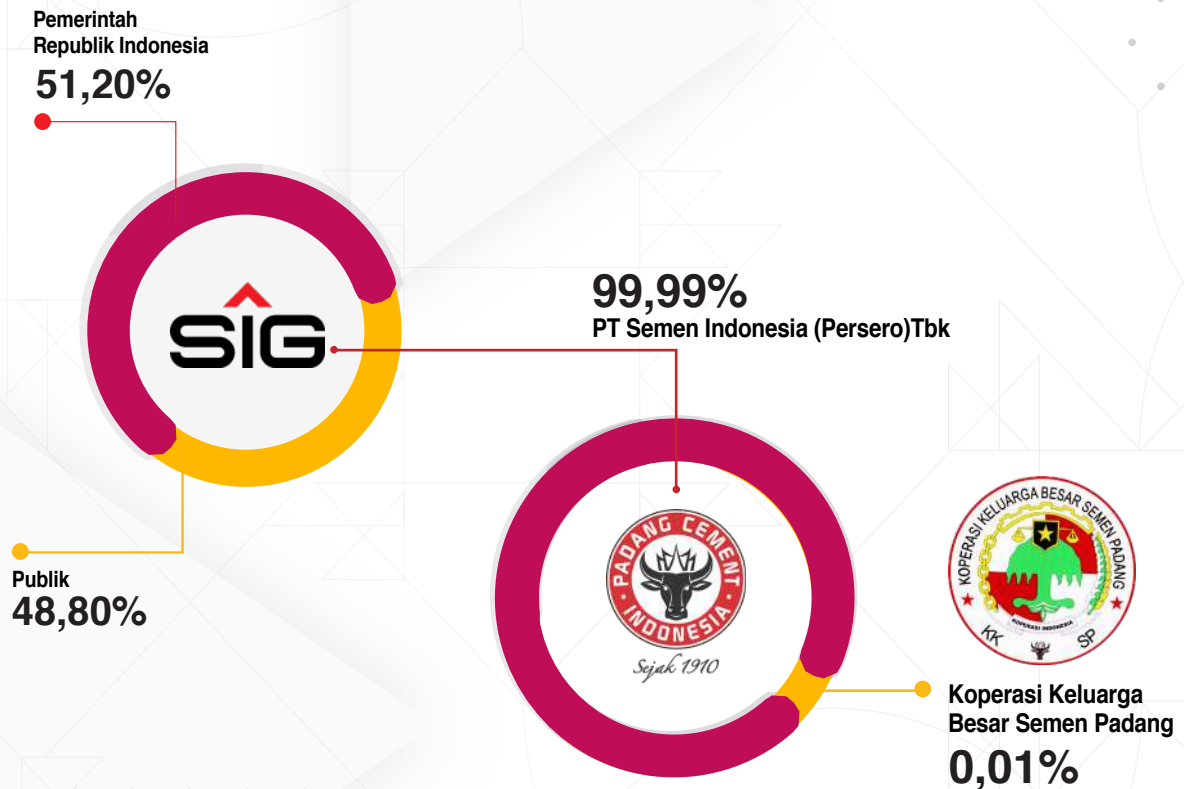 Pemerintah
Republik Indonesia
51,20%
SIG
99,99%
PT Semen Indonesia (Persero)Tbk
Publik
48,80%
PADANG CEMENT
INDONESIA
Sejak 1910
KOPERASI KELUARGA BESAR SEMEN PADANG
KOPERASI INDONESIA
KK SP
Koperasi Keluarga
Besar Semen Padang
0,01%